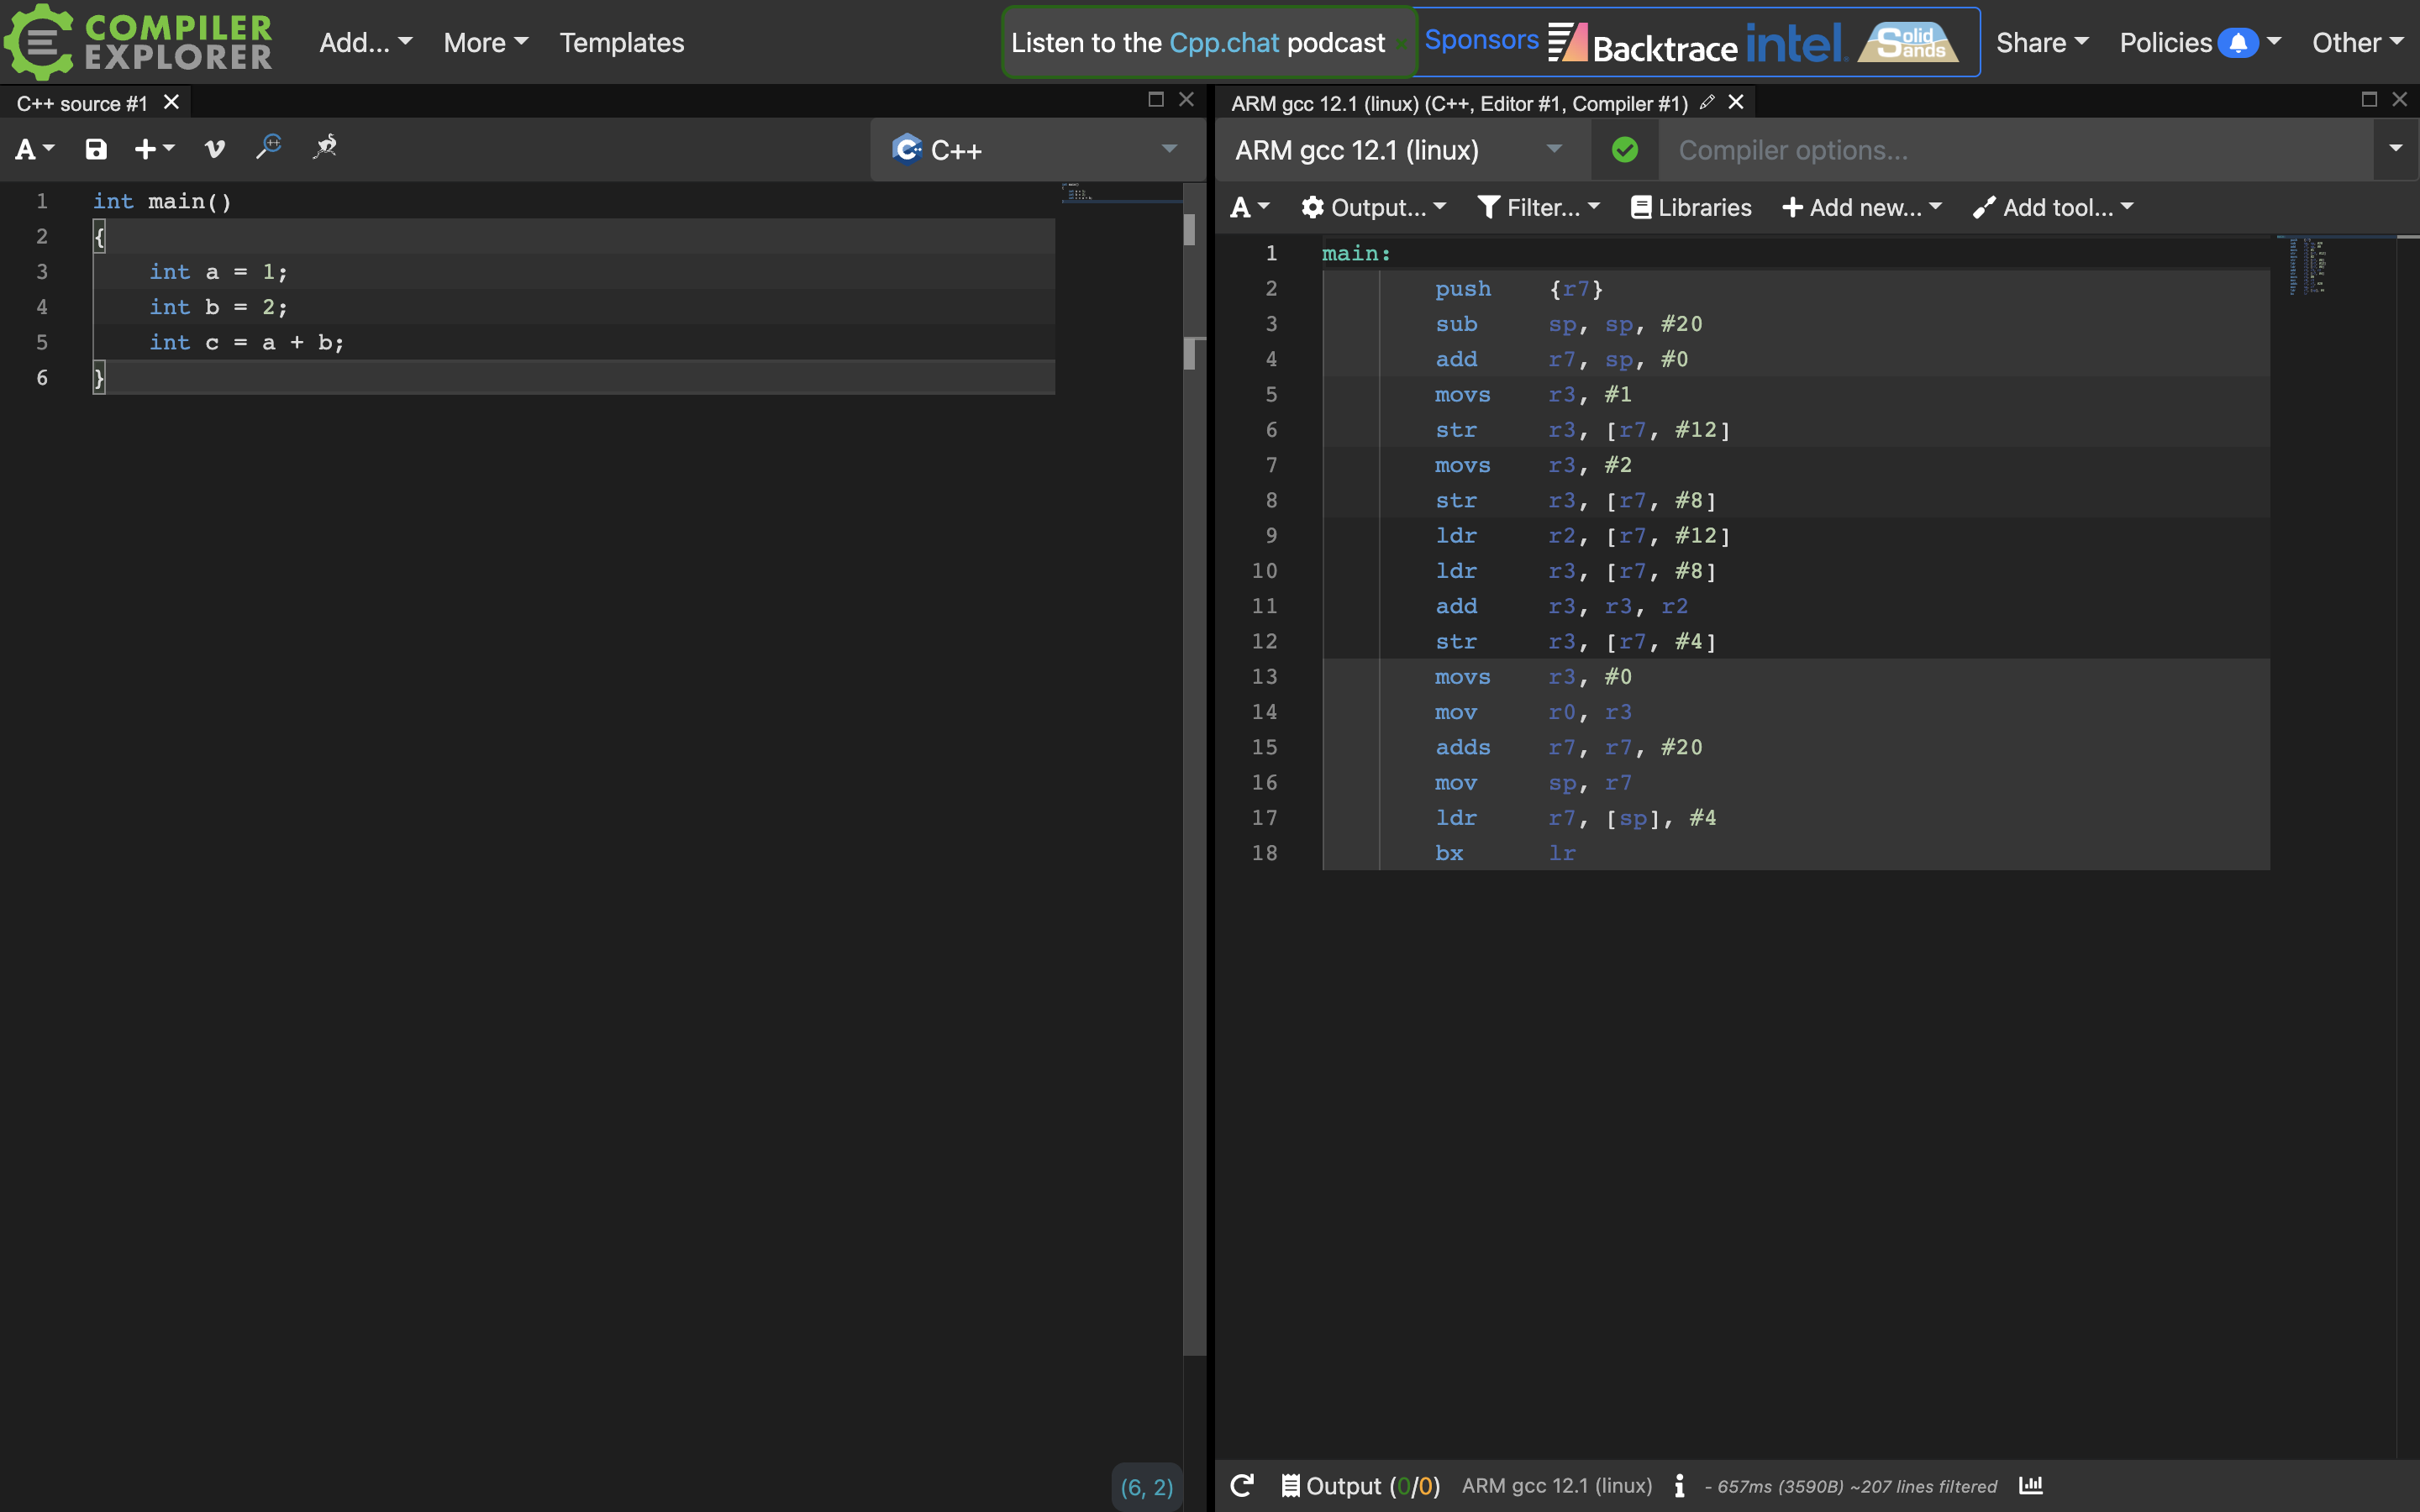 COMPILER
EXPLORER
Add... More Templates
Listen to the Cpp.chat podcast
Sponsors Backtrace intel. Solid Sands
Share Policies Other
C++ source #1
A
C++
1 int main()
2 {
3 int a = 1;
4 int b = 2;
5 int c = a + b;
6 }
(6, 2)
ARM gcc 12.1 (linux) (C++, Editor #1, Compiler #1)
ARM gcc 12.1 (linux) Compiler options...
A Output... Filter... Libraries Add new... Add tool...
1 main:
2 push {r7}
3 sub sp, sp, #20
4 add r7, sp, #0
5 movs r3, #1
6 str r3, [r7, #12]
7 movs r3, #2
8 str r3, [r7, #8]
9 ldr r2, [r7, #12]
10 ldr r3, [r7, #8]
11 add r3, r3, r2
12 str r3, [r7, #4]
13 movs r3, #0
14 mov r0, r3
15 adds r7, r7, #20
16 mov sp, r7
17 ldr r7, [sp], #4
18 bx lr
Output (0/0) ARM gcc 12.1 (linux) i - 657ms (3590B) ~207 lines filtered